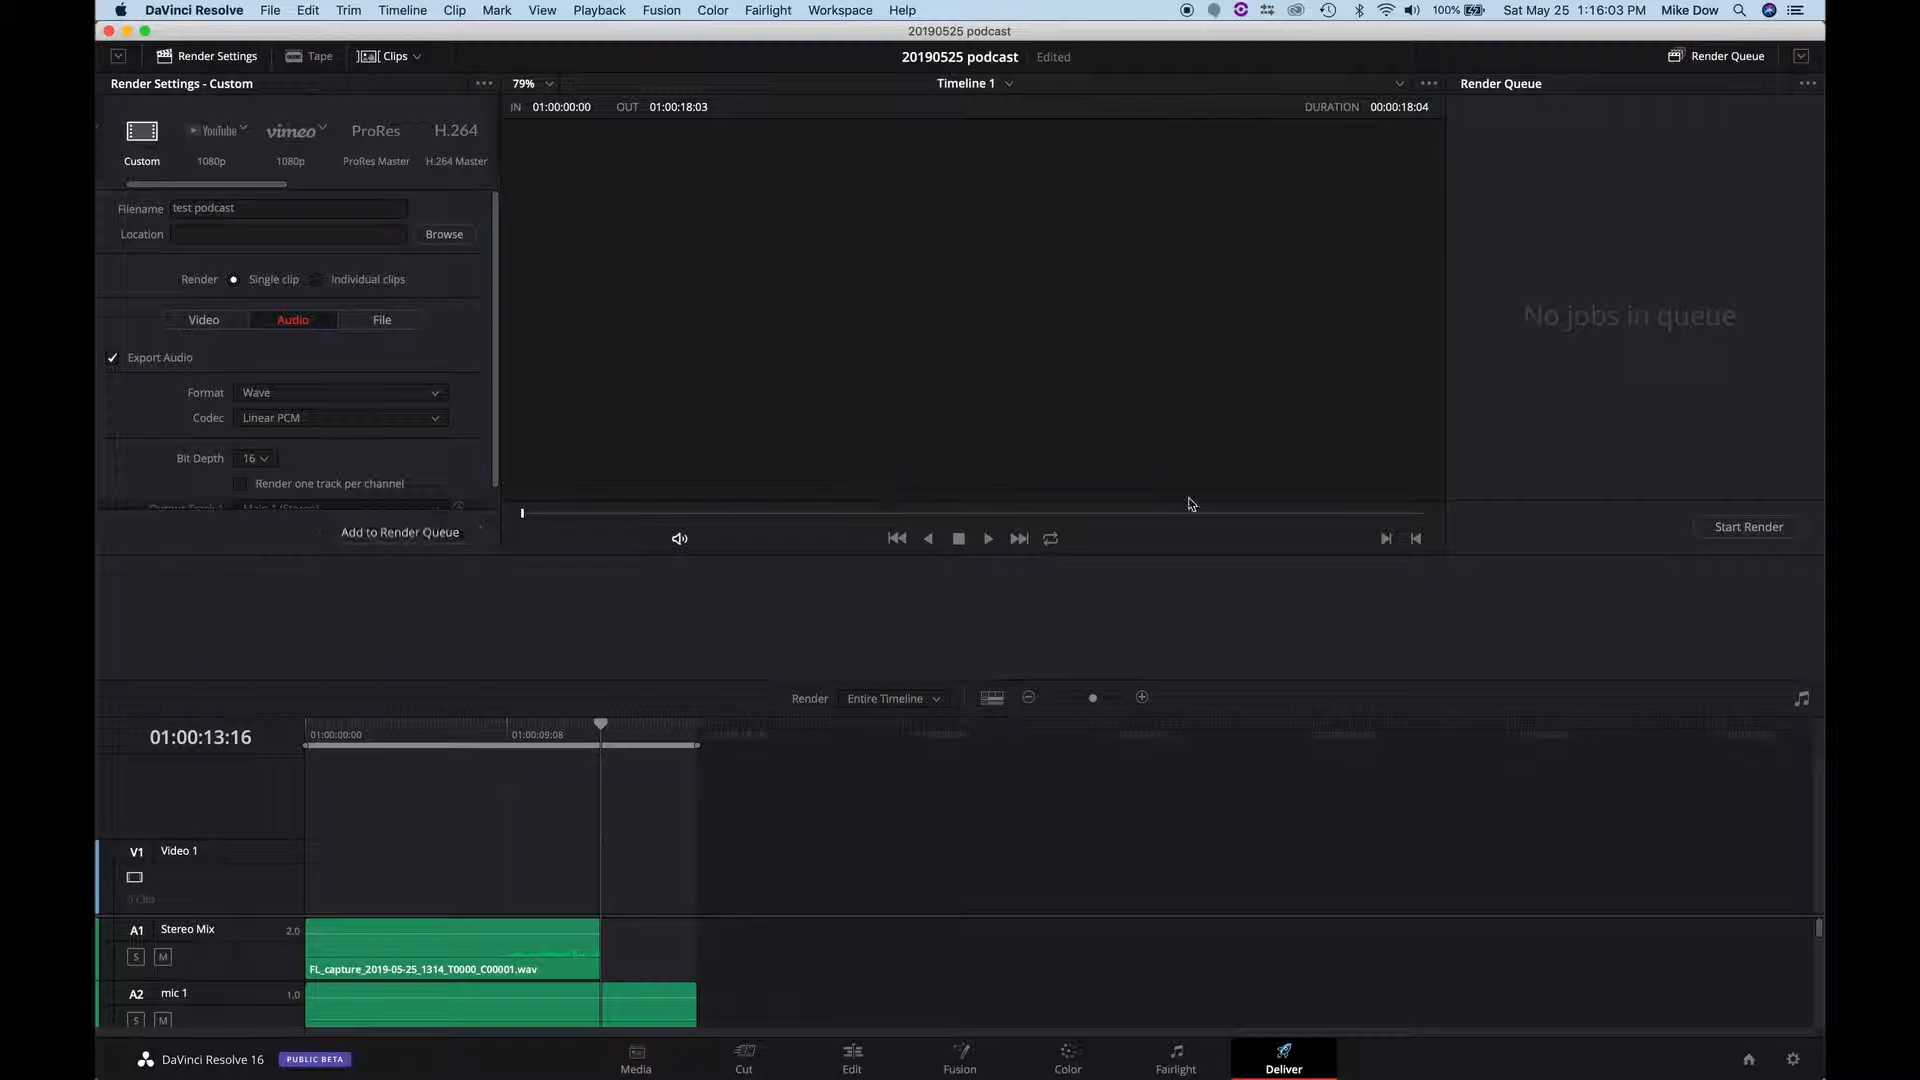 DaVinci Resolve File Edit Trim Timeline Clip Mark View Playback Fusion Color Fairlight Workspace Help 100% Sat May 25 1:16:03 PM Mike Dow
20190525 podcast
Render Settings Tape Clips 20190525 podcast Edited Render Queue
Render Settings - Custom 79% Timeline 1 Render Queue
IN 01:00:00:00 OUT 01:00:18:03 DURATION 00:00:18:04
YouTube vimeo ProRes H.264
Custom 1080p 1080p ProRes Master H.264 Master
Filename test podcast
Location Browse
Render Single clip Individual clips
No jobs in queue
Video Audio File
Export Audio
Format Wave
Codec Linear PCM
Bit Depth 16
Render one track per channel
Output Track 1 Main 1 (Stereo)
Add to Render Queue Start Render
Render Entire Timeline
01:00:13:16 01:00:00:00 01:00:09:08
V1 Video 1
A1 Stereo Mix 2.0
S M
FL_capture_2019-05-25_1314_T0000_C00001.wav
A2 mic 1 1.0
S M
DaVinci Resolve 16 PUBLIC BETA Media Cut Edit Fusion Color Fairlight Deliver